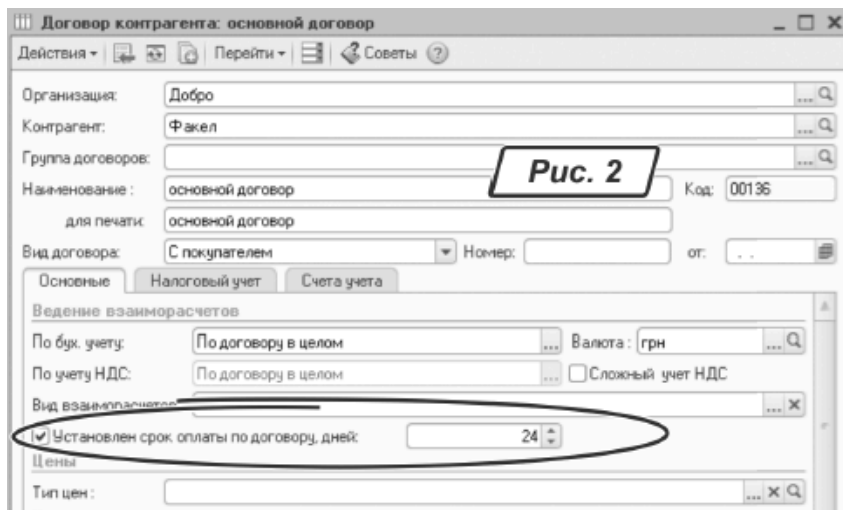 Договор контрагента: основной договор
Действия Перейти Советы
Организация: Добро ...
Контрагент: Факел ...
Группа договоров: ...
Рис. 2
Наименование : основной договор Код: 00136
для печати: основной договор
Вид договора: С покупателем Номер: от: . .
Основные Налоговый учет Счета учета
Ведение взаиморасчетов
По бух. учету: По договору в целом ... Валюта : грн ...
По учету НДС: По договору в целом ... Сложный учет НДС
Вид взаиморасчетов ...
Установлен срок оплаты по договору, дней: 24
Цены
Тип цен : ...